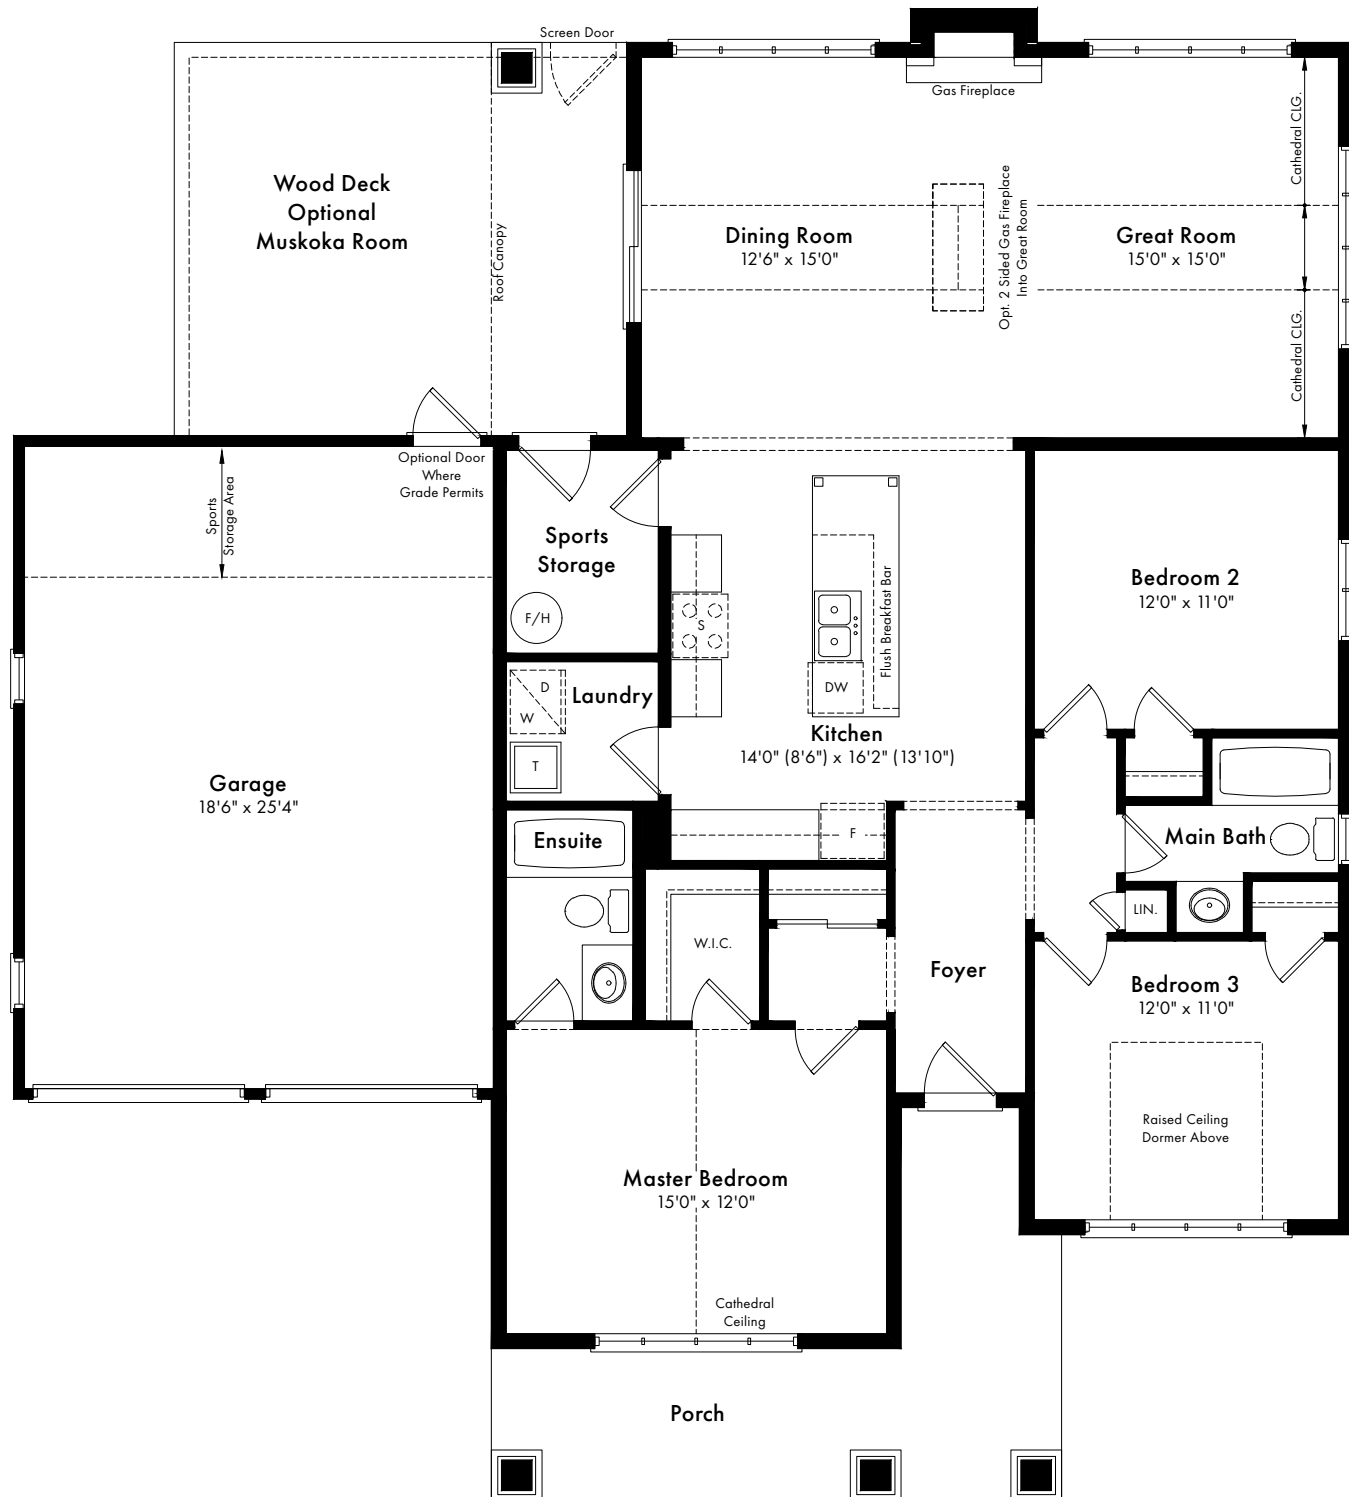 Screen Door
Gas Fireplace
Cathedral CLG.
Wood Deck
Optional
Muskoka Room
Roof Canopy
Dining Room
12'6" x 15'0"
Opt. 2 Sided Gas Fireplace
Into Great Room
Great Room
15'0" x 15'0"
Cathedral CLG.
Optional Door
Where
Grade Permits
Sports
Storage Area
Sports
Storage
F/H
S
Flush Breakfast Bar
DW
Bedroom 2
12'0" x 11'0"
D
W
Laundry
T
Kitchen
14'0" (8'6") x 16'2" (13'10")
Garage
18'6" x 25'4"
Ensuite
F
Main Bath
LIN.
W.I.C.
Foyer
Bedroom 3
12'0" x 11'0"
Raised Ceiling
Dormer Above
Master Bedroom
15'0" x 12'0"
Cathedral
Ceiling
Porch